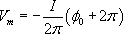 V_m = -\frac{I}{2\pi}(\phi_0 + 2\pi)